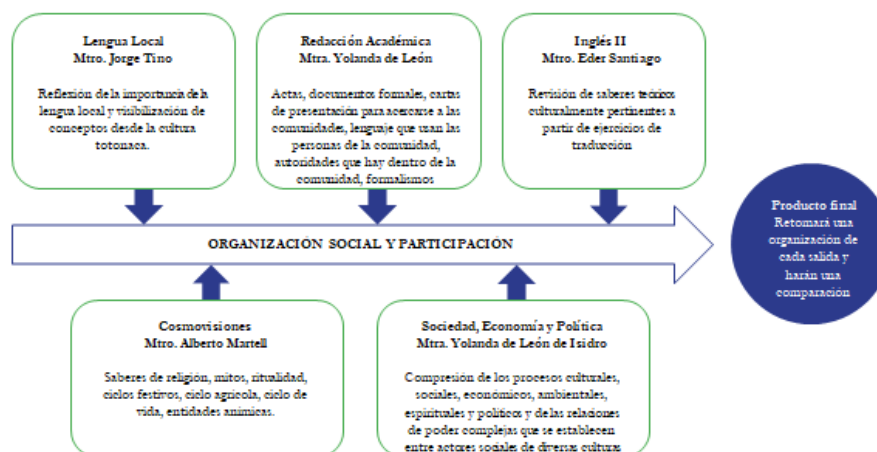 Lengua Local
Mtro. Jorge Tino
Reflexión de la importancia de la
lengua local y visibilización de
conceptos desde la cultura
totonaca.
Redacción Académica
Mtra. Yolanda de León
Actas, documentos formales, cartas
de presentación para acercarse a las
comunidades, lenguaje que usan las
personas de la comunidad,
autoridades que hay dentro de la
comunidad, formalismos
Inglés II
Mtro. Eder Santiago
Revisión de saberes teóricos
culturalmente pertinentes a
partir de ejercicios de
traducción
ORGANIZACIÓN SOCIAL Y PARTICIPACIÓN
Producto final
Retomará una
organización de
cada salida y
harán una
comparación
Cosmovisiones
Mtro. Alberto Martell
Saberes de religión, mitos, ritualidad,
ciclos festivos, ciclo agrícola, ciclo de
vida, entidades anímicas.
Sociedad, Economía y Política
Mtra. Yolanda de León de Isidro
Compresión de los procesos culturales,
sociales, económicos, ambientales,
espirituales y políticos y de las relaciones
de poder complejas que se establecen
entre actores sociales de diversas culturas